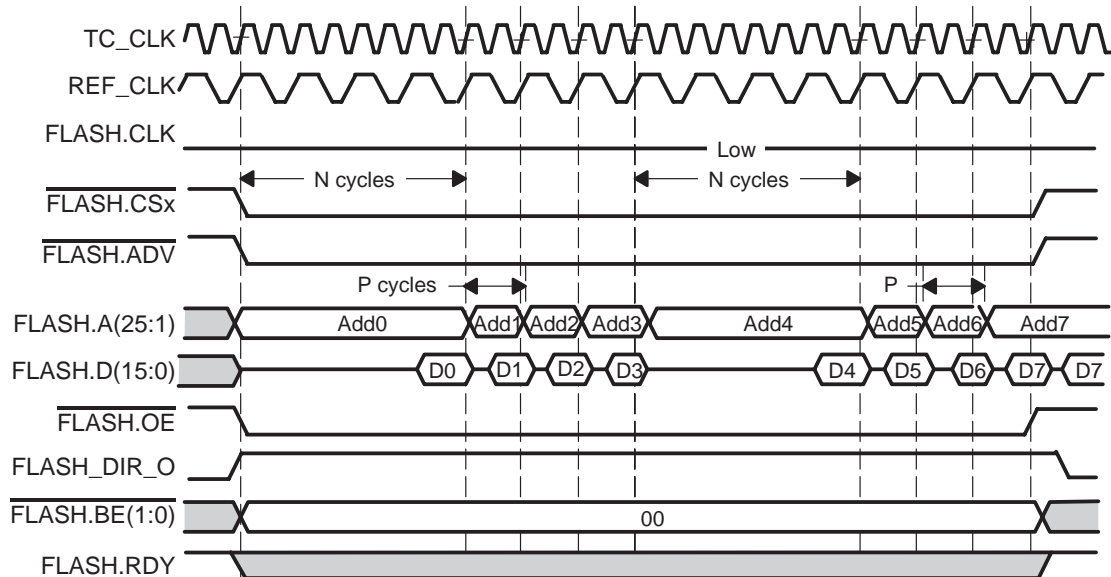 TC_CLK
REF_CLK
FLASH.CLK
Low
N cycles N cycles
FLASH.CSx
FLASH.ADV
P cycles P
FLASH.A(25:1) Add0 Add1 Add2 Add3 Add4 Add5 Add6 Add7
FLASH.D(15:0) D0 D1 D2 D3 D4 D5 D6 D7 D7
FLASH.OE
FLASH_DIR_O
FLASH.BE(1:0) 00
FLASH.RDY